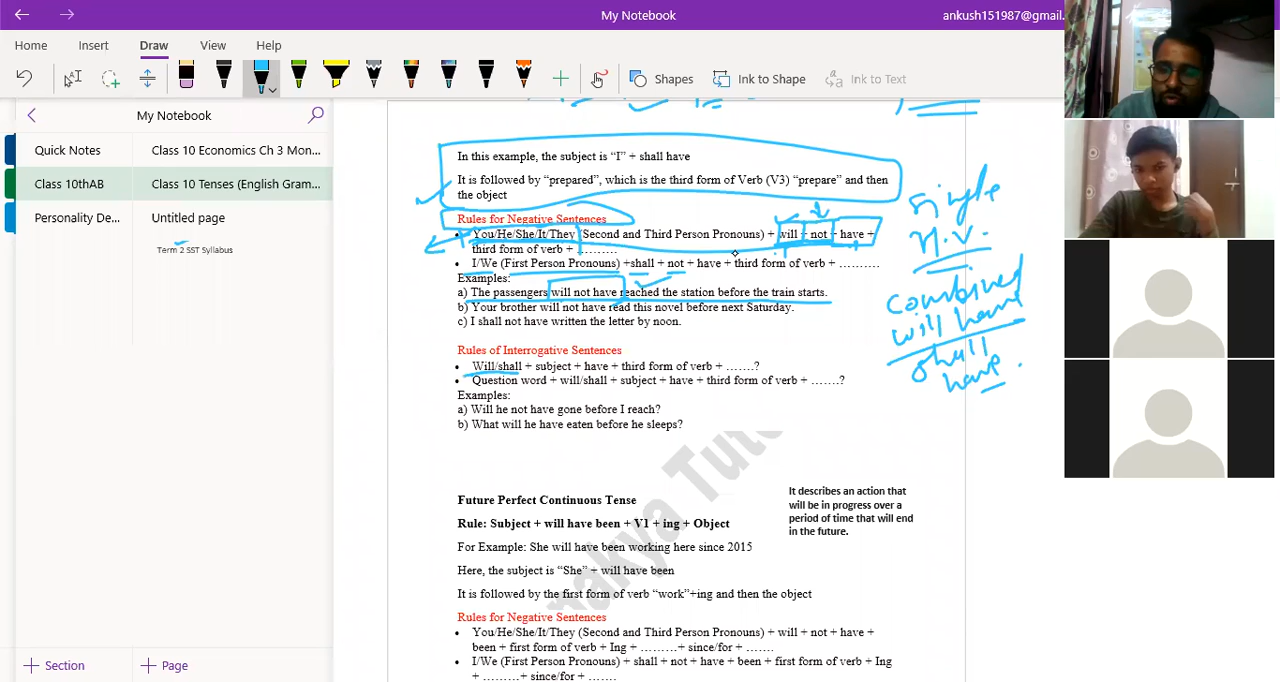 My Notebook
ankush151987@gmail.
Home Insert Draw View Help
Shapes
Ink to Shape
Ink to Text
My Notebook
Quick Notes
Class 10thAB
Personality De...
Class 10 Economics Ch 3 Mon...
Class 10 Tenses (English Gram...
Untitled page
Term 2 SST Syllabus
In this example, the subject is “I” + shall have
It is followed by “prepared”, which is the third form of Verb (V3) “prepare” and then
the object
Rules for Negative Sentences
• You/He/She/It/They (Second and Third Person Pronouns) + will + not + have +
third form of verb + ……….
• I/We (First Person Pronouns) +shall + not + have + third form of verb + ……….
Examples:
a) The passengers will not have reached the station before the train starts.
b) Your brother will not have read this novel before next Saturday.
c) I shall not have written the letter by noon.
Rules of Interrogative Sentences
• Will/shall + subject + have + third form of verb + …….?
• Question word + will/shall + subject + have + third form of verb + …….?
Examples:
a) Will he not have gone before I reach?
b) What will he have eaten before he sleeps?
single
H.V.
combined
will have
shall
have.
Future Perfect Continuous Tense
Rule: Subject + will have been + V1 + ing + Object
For Example: She will have been working here since 2015
Here, the subject is “She” + will have been
It is followed by the first form of verb “work”+ing and then the object
It describes an action that
will be in progress over a
period of time that will end
in the future.
Rules for Negative Sentences
• You/He/She/It/They (Second and Third Person Pronouns) + will + not + have +
been + first form of verb + Ing + ………+ since/for + …….
• I/We (First Person Pronouns) + shall + not + have + been + first form of verb + Ing
+ ………+ since/for + …….
Section
Page